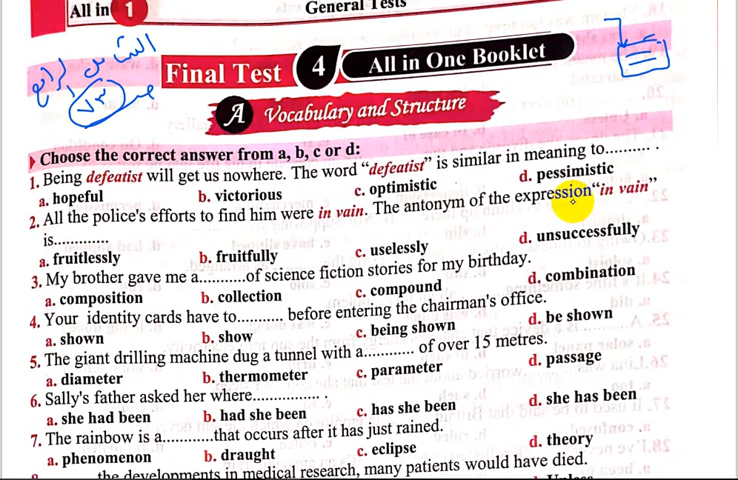 All in 1
General Tests
الثامن
الرابع
صـ ٧٣
Final Test 4 All in One Booklet
A Vocabulary and Structure
Choose the correct answer from a, b, c or d:
1. Being defeatist will get us nowhere. The word “defeatist” is similar in meaning to.......... .
a. hopeful b. victorious c. optimistic d. pessimistic
2. All the police's efforts to find him were in vain. The antonym of the expression “in vain”
is............
a. fruitlessly b. fruitfully c. uselessly d. unsuccessfully
3. My brother gave me a..........of science fiction stories for my birthday.
a. composition b. collection c. compound d. combination
4. Your identity cards have to.......... before entering the chairman's office.
a. shown b. show c. being shown d. be shown
5. The giant drilling machine dug a tunnel with a........... of over 15 metres.
a. diameter b. thermometer c. parameter d. passage
6. Sally's father asked her where............... .
a. she had been b. had she been c. has she been d. she has been
7. The rainbow is a...........that occurs after it has just rained.
a. phenomenon b. draught c. eclipse d. theory
the developments in medical research, many patients would have died.